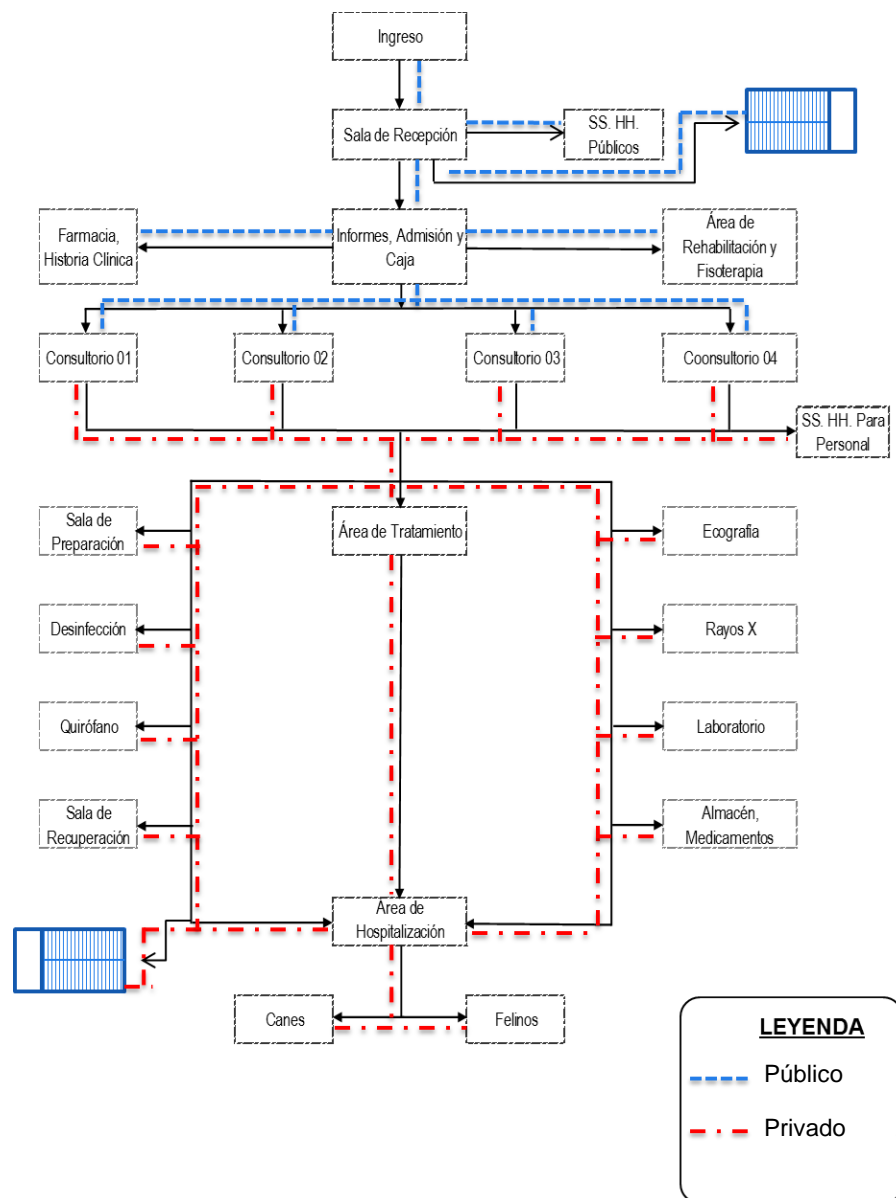 Ingreso
Sala de Recepción
SS. HH.
Públicos
Farmacia,
Historia Clínica
Informes, Admisión y
Caja
Área de
Rehabilitación y
Fisoterapia
Consultorio 01
Consultorio 02
Consultorio 03
Coonsultorio 04
SS. HH. Para
Personal
Sala de
Preparación
Área de Tratamiento
Ecografía
Desinfección
Rayos X
Quirófano
Laboratorio
Sala de
Recuperación
Almacén,
Medicamentos
Área de
Hospitalización
Canes
Felinos
LEYENDA
Público
Privado